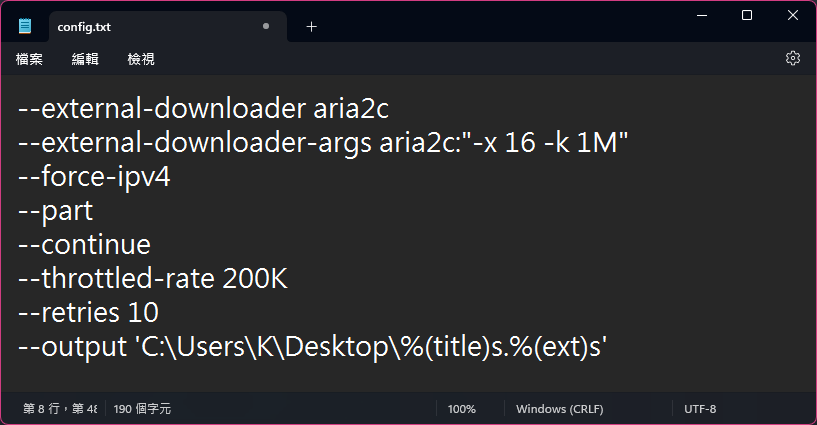 config.txt
檔案 編輯 檢視
--external-downloader aria2c
--external-downloader-args aria2c:"-x 16 -k 1M"
--force-ipv4
--part
--continue
--throttled-rate 200K
--retries 10
--output 'C:\Users\K\Desktop\%(title)s.%(ext)s'
第 8 行，第 48 190 個字元 100% Windows (CRLF) UTF-8